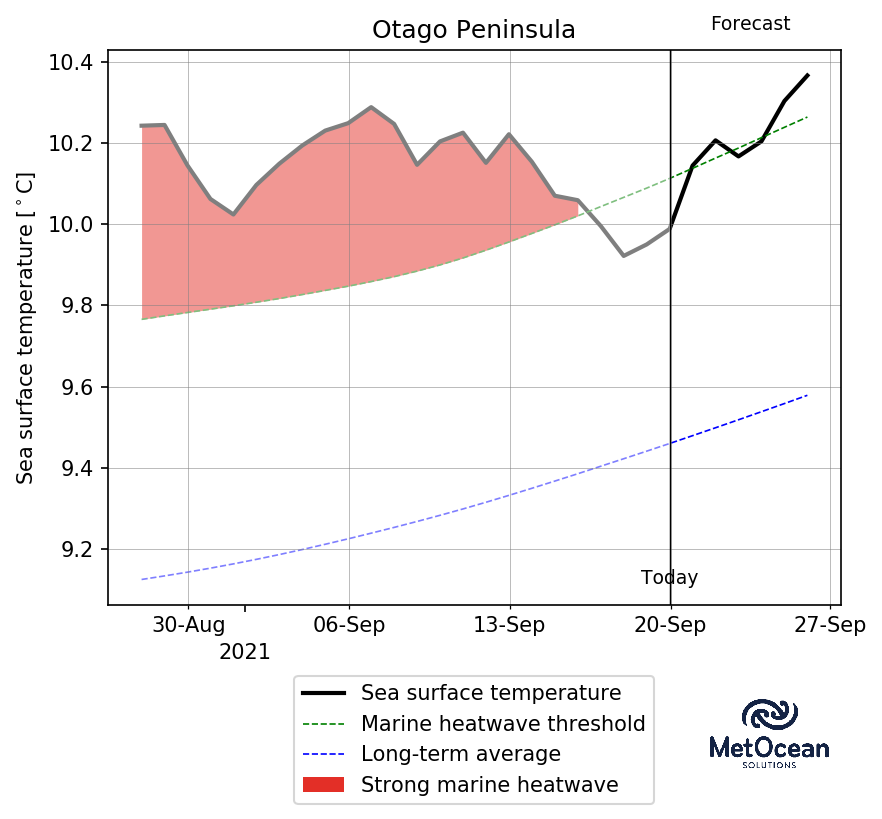 Forecast
Otago Peninsula
Sea surface temperature [°C]
10.4
10.2
10.0
9.8
9.6
9.4
9.2
Today
30-Aug 06-Sep 13-Sep 20-Sep 27-Sep
2021
Sea surface temperature
Marine heatwave threshold
Long-term average
Strong marine heatwave
MetOcean
SOLUTIONS